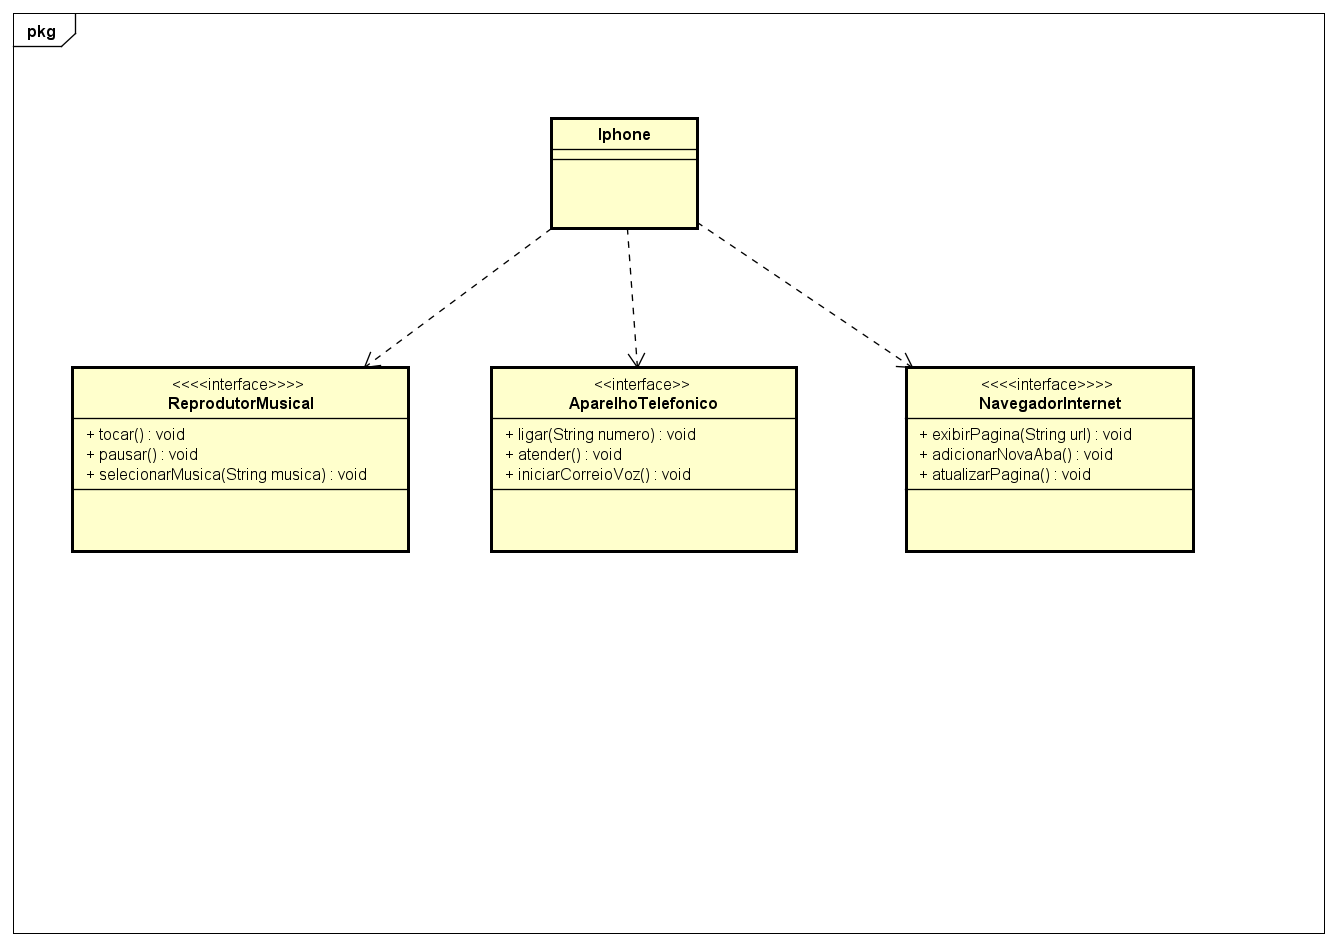 pkg
Iphone
<<<<interface>>>>
ReprodutorMusical
+ tocar() : void
+ pausar() : void
+ selecionarMusica(String musica) : void
<<interface>>
AparelhoTelefonico
+ ligar(String numero) : void
+ atender() : void
+ iniciarCorreioVoz() : void
<<<<interface>>>>
NavegadorInternet
+ exibirPagina(String url) : void
+ adicionarNovaAba() : void
+ atualizarPagina() : void